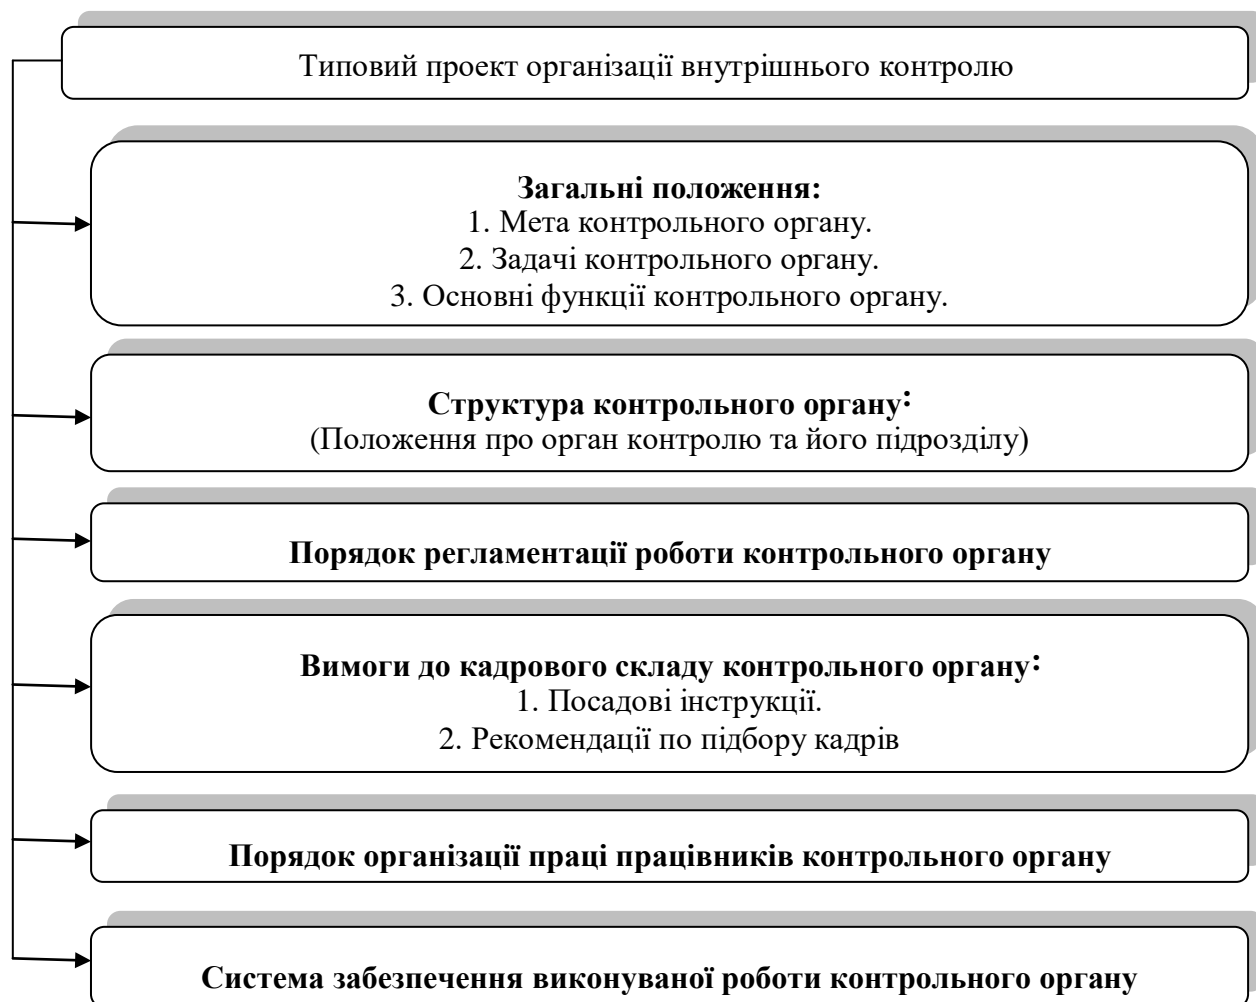 Типовий проект організації внутрішнього контролю
Загальні положення:
1. Мета контрольного органу.
2. Задачі контрольного органу.
3. Основні функції контрольного органу.
Структура контрольного органу:
(Положення про орган контролю та його підрозділу)
Порядок регламентації роботи контрольного органу
Вимоги до кадрового складу контрольного органу:
1. Посадові інструкції.
2. Рекомендації по підбору кадрів
Порядок організації праці працівників контрольного органу
Система забезпечення виконуваної роботи контрольного органу